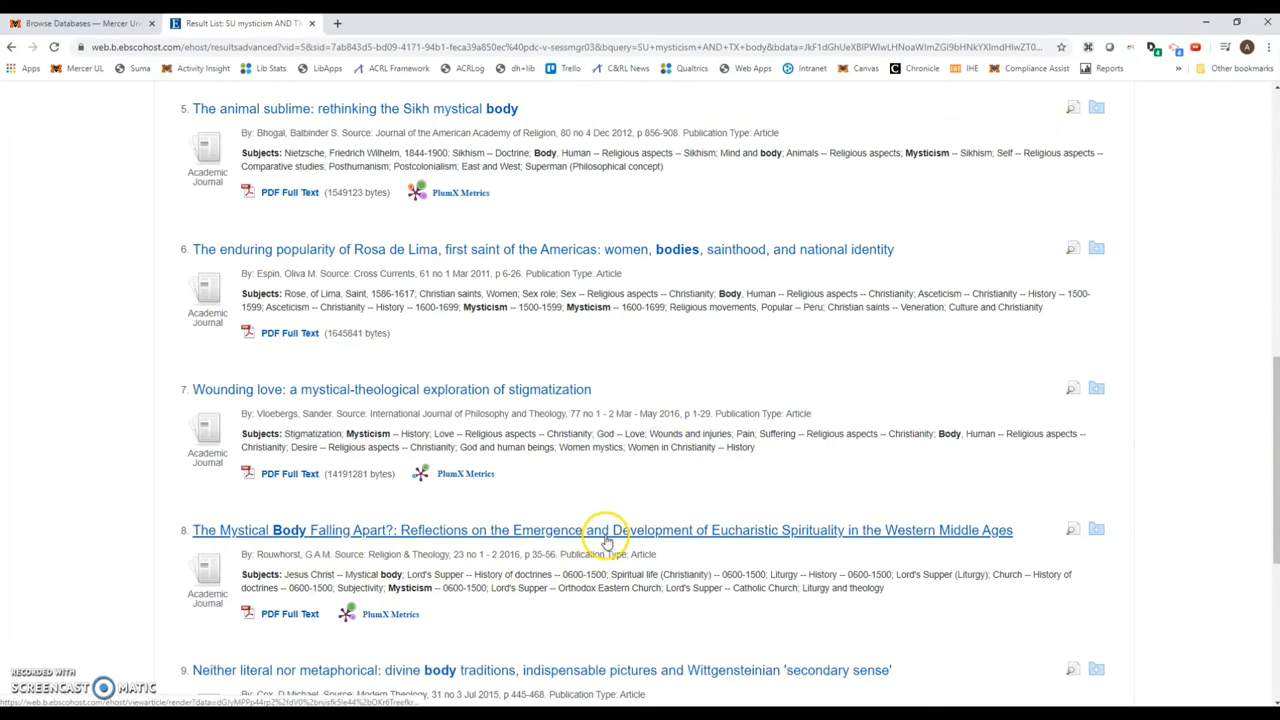 Browse Databases — Mercer Uni
Result List: SU mysticism AND TX
web.b.ebscohost.com/ehost/resultsadvanced?vid=5&sid=7ab843d5-bd09-4171-94b1-feca39a850ec%40pdc-v-sessmgr03&bquery=SU+mysticism+AND+TX+body&bdata=
Apps Mercer UL Suma Activity Insight Lib Stats LibApps ACRL Framework ACRLog dh+lib Trello C&RL News Qualtrics Web Apps Intranet Canvas Chronicle IHE Compliance Assist Reports » Other bookmarks
5. The animal sublime: rethinking the Sikh mystical body
By: Bhogal, Balbinder S. Source: Journal of the American Academy of Religion, 80 no 4 Dec 2012, p 856-908. Publication Type: Article
Subjects: Nietzsche, Friedrich Wilhelm, 1844-1900; Sikhism -- Doctrine; Body, Human -- Religious aspects -- Sikhism; Mind and body; Animals -- Religious aspects; Mysticism -- Sikhism; Self -- Religious aspects --
Comparative studies; Posthumanism; Postcolonialism; East and West; Superman (Philosophical concept)
Academic
Journal
PDF Full Text (1549123 bytes) PlumX Metrics
6. The enduring popularity of Rosa de Lima, first saint of the Americas: women, bodies, sainthood, and national identity
By: Espin, Oliva M. Source: Cross Currents, 61 no 1 Mar 2011, p 6-26. Publication Type: Article
Subjects: Rose, of Lima, Saint, 1586-1617; Christian saints, Women; Sex role; Sex -- Religious aspects -- Christianity; Body, Human -- Religious aspects -- Christianity; Asceticism -- Christianity -- History -- 1500-
1599; Asceticism -- Christianity -- History -- 1600-1699; Mysticism -- 1500-1599; Mysticism -- 1600-1699; Religious movements, Popular -- Peru; Christian saints -- Veneration; Culture and Christianity
Academic
Journal
PDF Full Text (1645841 bytes)
7. Wounding love: a mystical-theological exploration of stigmatization
By: Vloebergs, Sander. Source: International Journal of Philosophy and Theology, 77 no 1 - 2 Mar - May 2016, p 1-29. Publication Type: Article
Subjects: Stigmatization; Mysticism -- History; Love -- Religious aspects -- Christianity; God -- Love; Wounds and injuries; Pain; Suffering -- Religious aspects -- Christianity; Body, Human -- Religious aspects --
Christianity; Desire -- Religious aspects -- Christianity; God and human beings; Women mystics; Women in Christianity -- History
Academic
Journal
PDF Full Text (14191281 bytes) PlumX Metrics
8. The Mystical Body Falling Apart?: Reflections on the Emergence and Development of Eucharistic Spirituality in the Western Middle Ages
By: Rouwhorst, G A M. Source: Religion & Theology, 23 no 1 - 2 2016, p 35-56. Publication Type: Article
Subjects: Jesus Christ -- Mystical body; Lord's Supper -- History of doctrines -- 0600-1500; Spiritual life (Christianity) -- 0600-1500; Liturgy -- History -- 0600-1500; Lord's Supper (Liturgy); Church -- History of
doctrines -- 0600-1500; Subjectivity; Mysticism -- 0600-1500; Lord's Supper -- Orthodox Eastern Church; Lord's Supper -- Catholic Church; Liturgy and theology
Academic
Journal
PDF Full Text PlumX Metrics
9. Neither literal nor metaphorical: divine body traditions, indispensable pictures and Wittgensteinian 'secondary sense'
By: Cox, D Michael. Source: Modern Theology, 31 no 3 Jul 2015, p 445-468. Publication Type: Article
RECORDED WITH
SCREENCAST MATIC